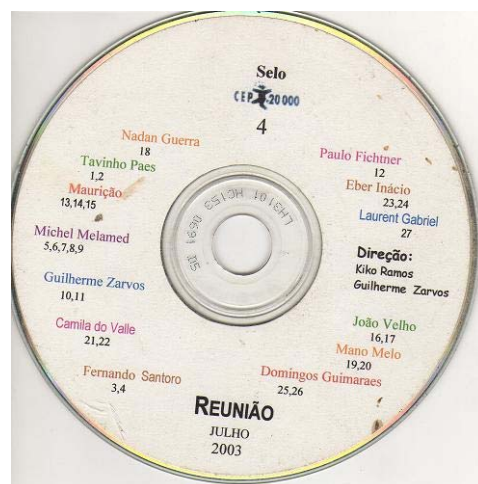 Selo
CEP 20 000
4
Nadan Guerra
18
Tavinho Paes
1,2
Maurição
13,14,15
Michel Melamed
5,6,7,8,9
Guilherme Zarvos
10,11
Camila do Valle
21,22
Fernando Santoro
3,4
Paulo Fichtner
12
Eber Inácio
23,24
Laurent Gabriel
27
Direção:
Kiko Ramos
Guilherme Zarvos
João Velho
16,17
Mano Melo
19,20
Domingos Guimaraes
25,26
REUNIÃO
JULHO
2003